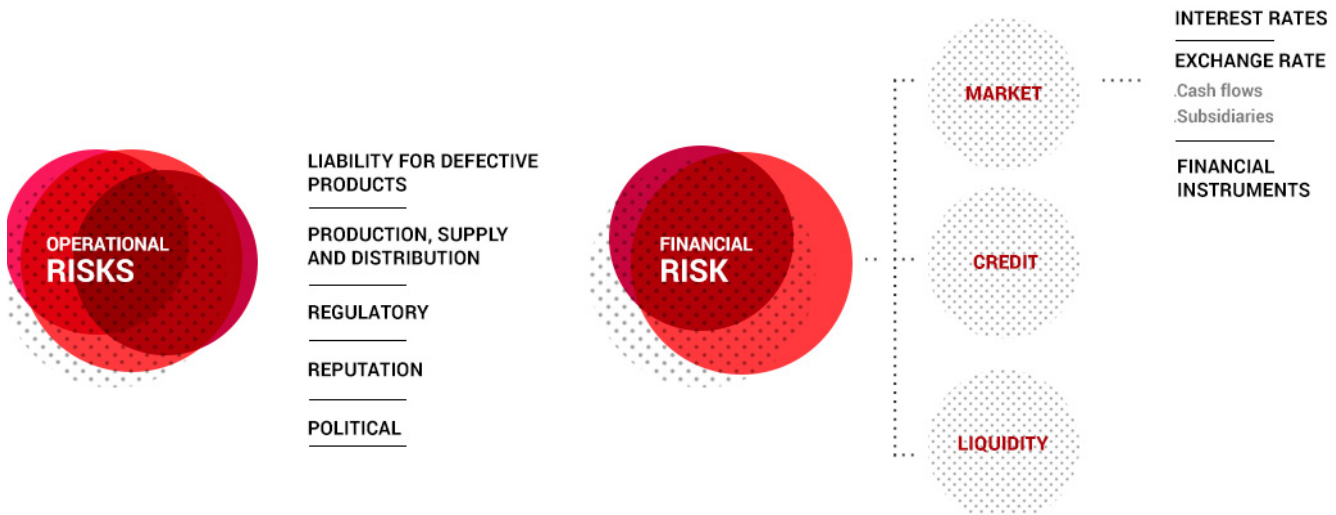 OPERATIONAL
RISKS
LIABILITY FOR DEFECTIVE
PRODUCTS
PRODUCTION, SUPPLY
AND DISTRIBUTION
REGULATORY
REPUTATION
POLITICAL
FINANCIAL
RISK
MARKET
CREDIT
LIQUIDITY
INTEREST RATES
EXCHANGE RATE
.Cash flows
.Subsidiaries
FINANCIAL
INSTRUMENTS